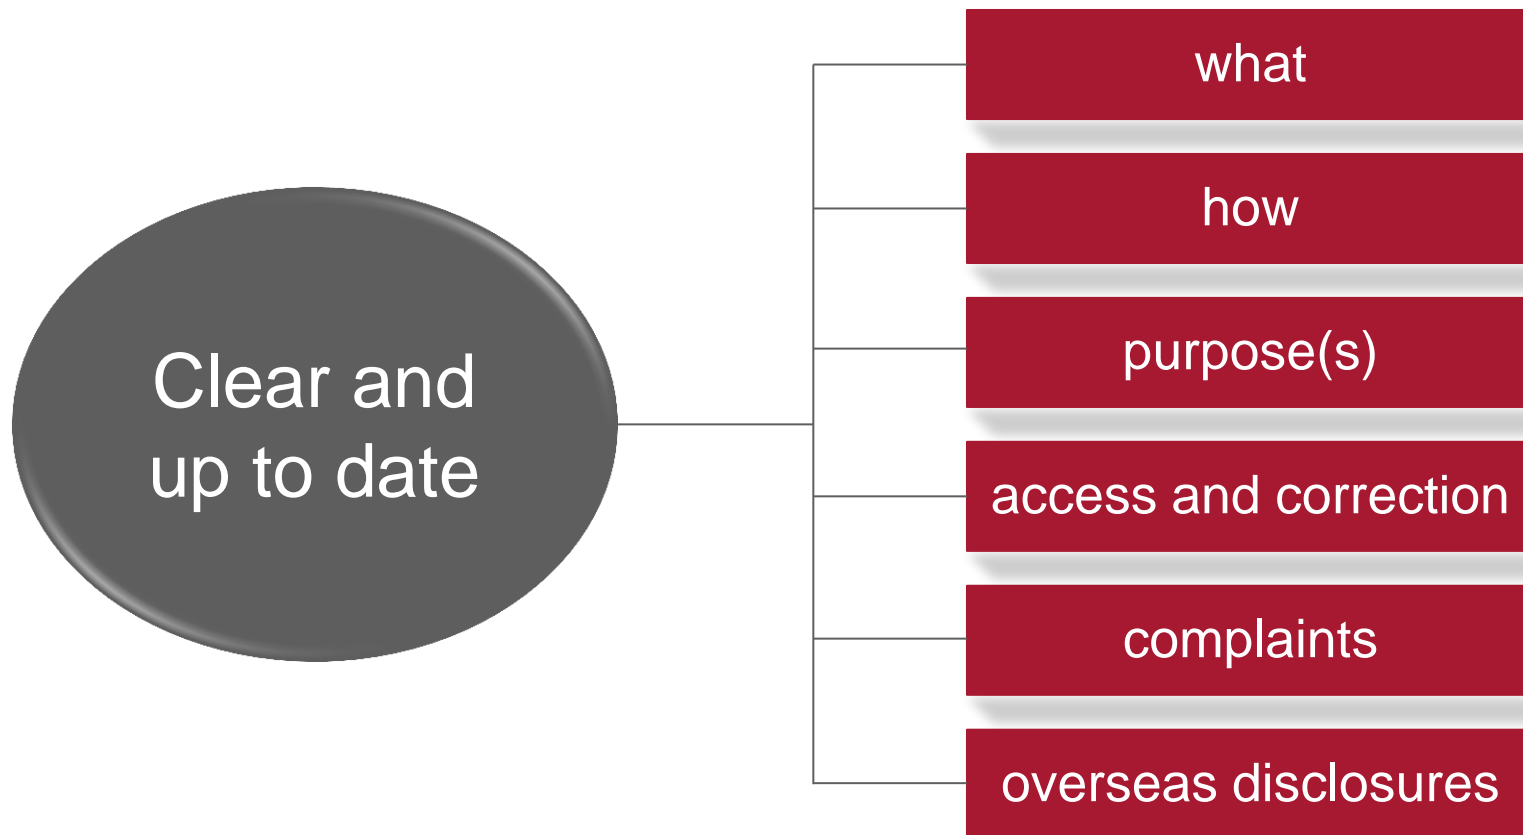 Clear and
up to date
what
how
purpose(s)
access and correction
complaints
overseas disclosures